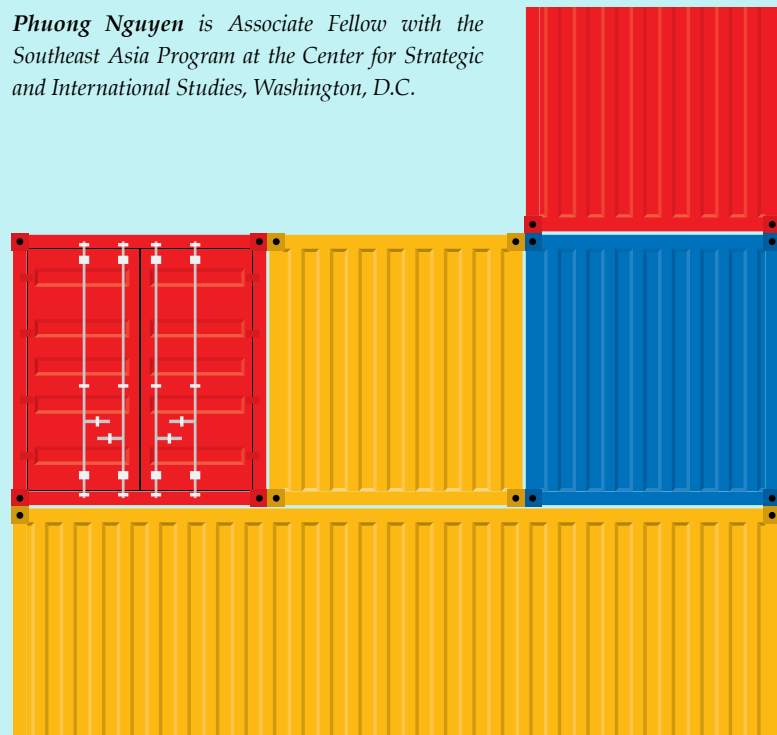 Phuong Nguyen is Associate Fellow with the
Southeast Asia Program at the Center for Strategic
and International Studies, Washington, D.C.